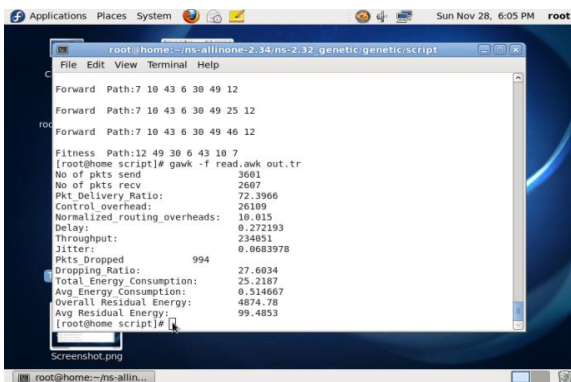 Applications Places System Sun Nov 28, 6:05 PM root
root@home:~/ns-allinone-2.34/ns-2.32_genetic/genetic/script
File Edit View Terminal Help
Forward Path:7 10 43 6 30 49 12
Forward Path:7 10 43 6 30 49 25 12
Forward Path:7 10 43 6 30 49 46 12
Fitness Path:12 49 30 6 43 10 7
[root@home script]# gawk -f read.awk out.tr
No of pkts send 3601
No of pkts recv 2607
Pkt_Delivery_Ratio: 72.3966
Control_overhead: 26109
Normalized_routing_overheads: 10.015
Delay: 0.272193
Throughput: 234051
Jitter: 0.0683978
Pkts_Dropped 994
Dropping_Ratio: 27.6034
Total_Energy_Consumption: 25.2187
Avg_Energy_Consumption: 0.514667
Overall Residual Energy: 4874.78
Avg Residual Energy: 99.4853
[root@home script]#
Screenshot.png
root@home:~/ns-allin...